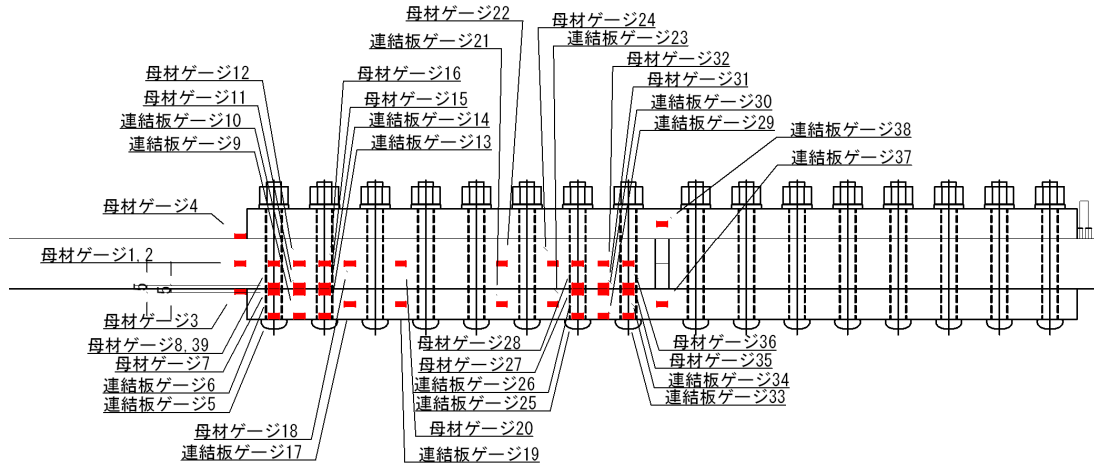 母材ゲージ22
連結板ゲージ21
母材ゲージ24
連結板ゲージ23
母材ゲージ12
母材ゲージ11
連結板ゲージ10
連結板ゲージ9
母材ゲージ16
母材ゲージ15
連結板ゲージ14
連結板ゲージ13
母材ゲージ32
母材ゲージ31
連結板ゲージ30
連結板ゲージ29
連結板ゲージ38
連結板ゲージ37
母材ゲージ4
母材ゲージ1,2
5
5
母材ゲージ3
母材ゲージ8,39
母材ゲージ7
連結板ゲージ6
連結板ゲージ5
母材ゲージ18
連結板ゲージ17
母材ゲージ20
連結板ゲージ19
母材ゲージ28
母材ゲージ27
連結板ゲージ26
連結板ゲージ25
母材ゲージ36
母材ゲージ35
連結板ゲージ34
連結板ゲージ33